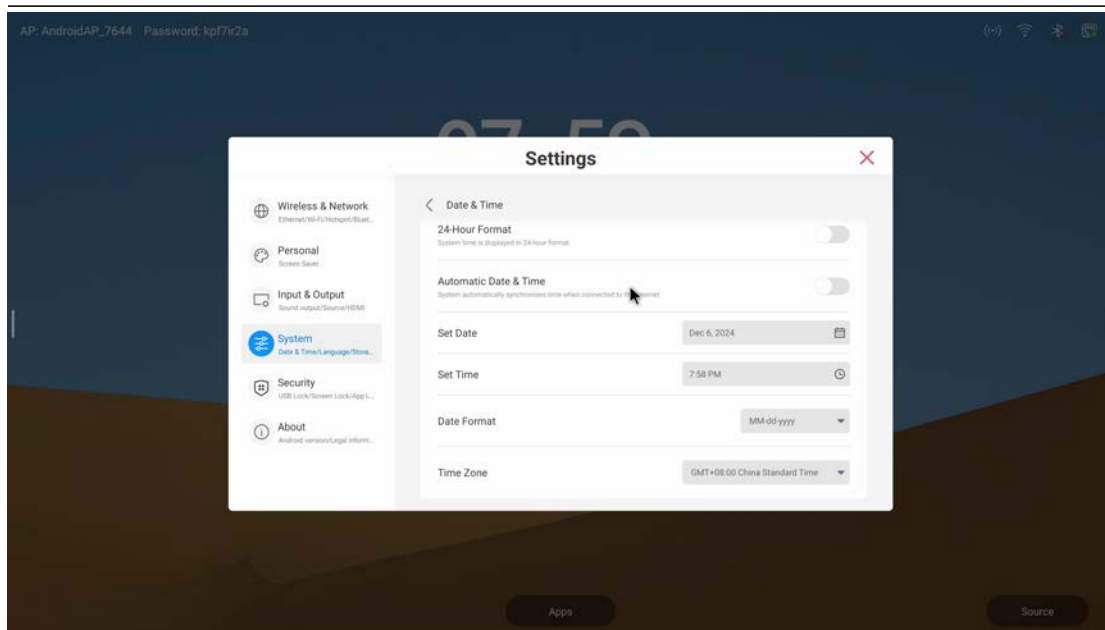 AP: AndroidAP_7644 Password: kpf7ir2a
Settings
Wireless & Network
Ethernet/Wi-Fi/Hotspot/Bluet...
Personal
Screen Saver
Input & Output
Sound output/Source/HDMI
System
Date & Time/Language/Stora...
Security
USB Lock/Screen Lock/App L...
About
Android version/Legal inform...
Date & Time
24-Hour Format
System time is displayed in 24-hour format.
Automatic Date & Time
System automatically synchronizes time when connected to the internet
Set Date
Dec 6, 2024
Set Time
7:58 PM
Date Format
MM-dd-yyyy
Time Zone
GMT+08:00 China Standard Time
Apps
Source